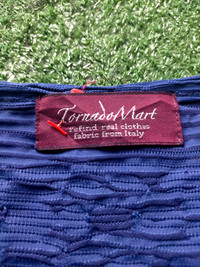 TornadoMart
refind real clothes
fabric from Italy